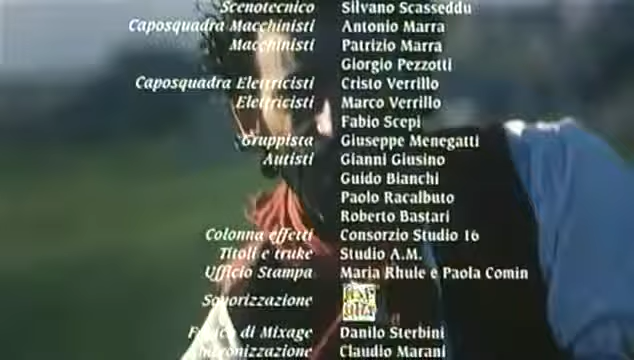 Scenotecnico Silvano Scasseddu
Caposquadra Macchinisti Antonio Marra
Macchinisti Patrizio Marra
Giorgio Pezzotti
Caposquadra Elettricisti Cristo Verrillo
Elettricisti Marco Verrillo
Fabio Scepi
Gruppista Giuseppe Menegatti
Autisti Gianni Giusino
Guido Bianchi
Paolo Racalbuto
Roberto Bastari
Colonna effetti Consorzio Studio 16
Titoli e truke Studio A.M.
Ufficio Stampa Maria Rhule e Paola Comin
Sonorizzazione
di Mixage Danilo Sterbini
Claudio Marani